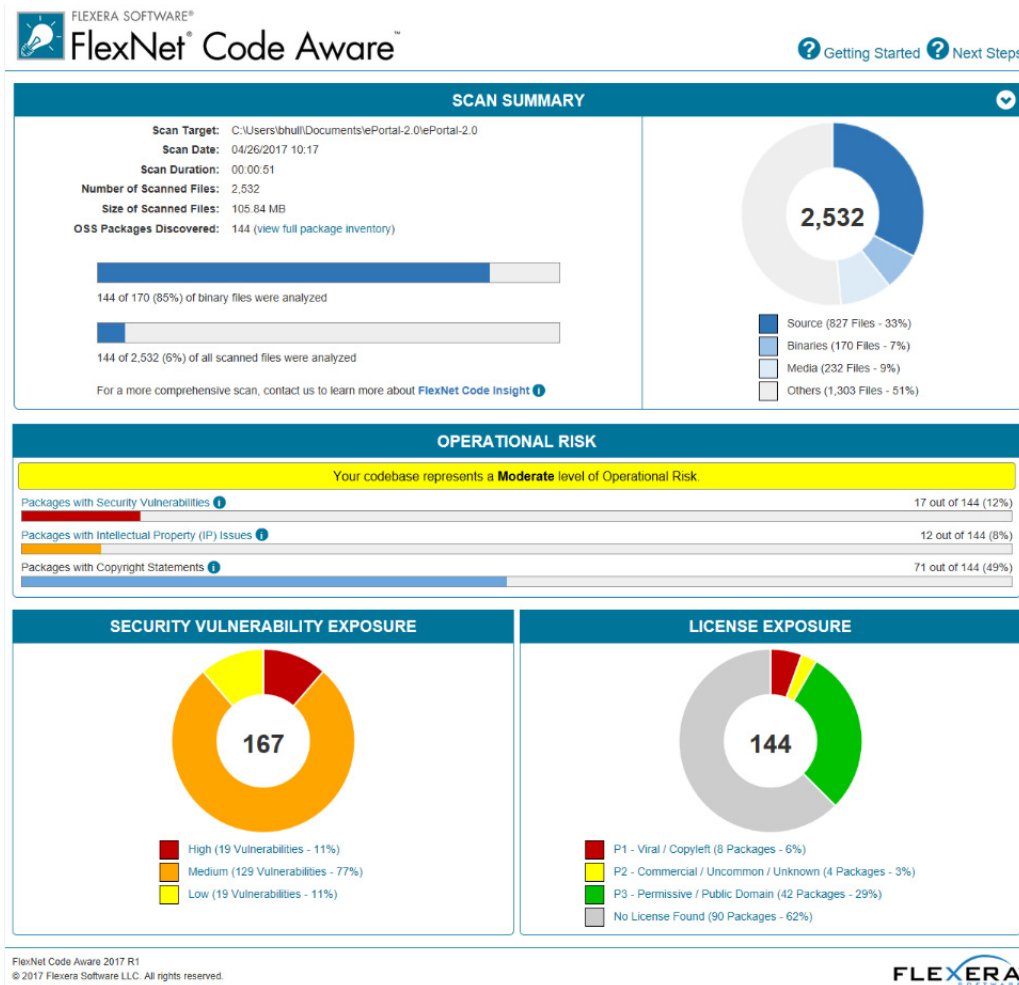 FLEXERA SOFTWARE®
FlexNet® Code Aware™
? Getting Started ? Next Steps
SCAN SUMMARY
Scan Target: C:\Users\bhull\Documents\ePortal-2.0\ePortal-2.0
Scan Date: 04/26/2017 10:17
Scan Duration: 00:00:51
Number of Scanned Files: 2,532
Size of Scanned Files: 105.84 MB
OSS Packages Discovered: 144 (view full package inventory)
144 of 170 (85%) of binary files were analyzed
144 of 2,532 (6%) of all scanned files were analyzed
For a more comprehensive scan, contact us to learn more about FlexNet Code Insight i
2,532
Source (827 Files - 33%)
Binaries (170 Files - 7%)
Media (232 Files - 9%)
Others (1,303 Files - 51%)
OPERATIONAL RISK
Your codebase represents a Moderate level of Operational Risk.
Packages with Security Vulnerabilities i 17 out of 144 (12%)
Packages with Intellectual Property (IP) Issues i 12 out of 144 (8%)
Packages with Copyright Statements i 71 out of 144 (49%)
SECURITY VULNERABILITY EXPOSURE
167
High (19 Vulnerabilities - 11%)
Medium (129 Vulnerabilities - 77%)
Low (19 Vulnerabilities - 11%)
LICENSE EXPOSURE
144
P1 - Viral / Copyleft (8 Packages - 6%)
P2 - Commercial / Uncommon / Unknown (4 Packages - 3%)
P3 - Permissive / Public Domain (42 Packages - 29%)
No License Found (90 Packages - 62%)
FlexNet Code Aware 2017 R1
© 2017 Flexera Software LLC. All rights reserved.
FLEXERA
SOFTWARE